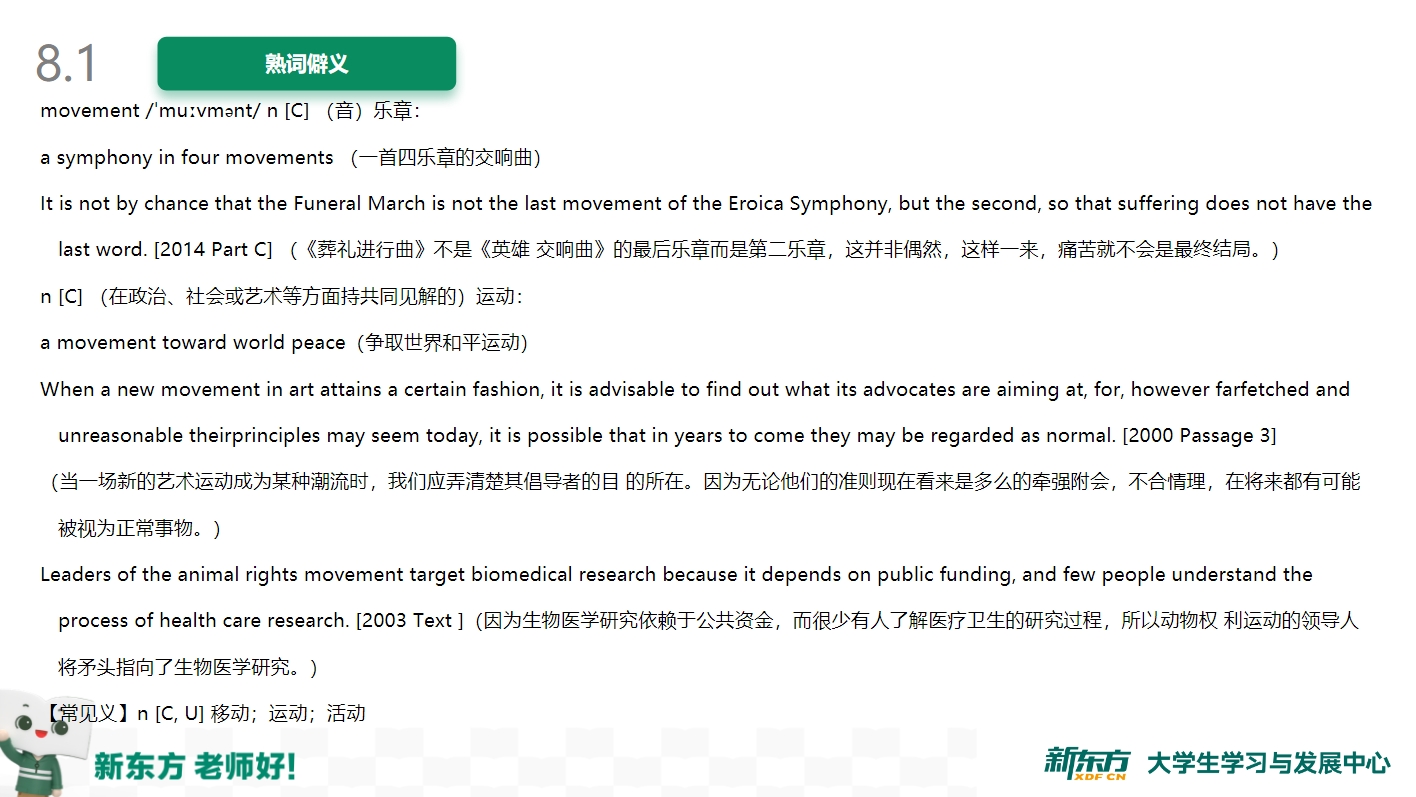 8.1
熟词僻义
movement /ˈmuːvmənt/ n [C] （音）乐章：
a symphony in four movements （一首四乐章的交响曲）
It is not by chance that the Funeral March is not the last movement of the Eroica Symphony, but the second, so that suffering does not have the
last word. [2014 Part C] （《葬礼进行曲》不是《英雄 交响曲》的最后乐章而是第二乐章，这并非偶然，这样一来，痛苦就不会是最终结局。）
n [C] （在政治、社会或艺术等方面持共同见解的）运动：
a movement toward world peace（争取世界和平运动）
When a new movement in art attains a certain fashion, it is advisable to find out what its advocates are aiming at, for, however farfetched and
unreasonable theirprinciples may seem today, it is possible that in years to come they may be regarded as normal. [2000 Passage 3]
（当一场新的艺术运动成为某种潮流时，我们应弄清楚其倡导者的目 的所在。因为无论他们的准则现在看来是多么的牵强附会，不合情理，在将来都有可能
被视为正常事物。）
Leaders of the animal rights movement target biomedical research because it depends on public funding, and few people understand the
process of health care research. [2003 Text ]（因为生物医学研究依赖于公共资金，而很少有人了解医疗卫生的研究过程，所以动物权 利运动的领导人
将矛头指向了生物医学研究。）
【常见义】n [C, U] 移动；运动；活动
新东方 老师好！
新东方 XDF.CN 大学生学习与发展中心